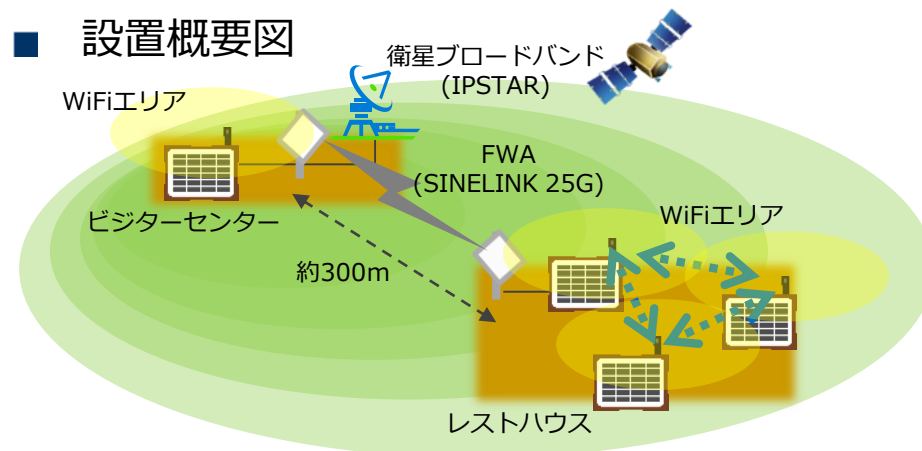 ■ 設置概要図
衛星ブロードバンド
(IPSTAR)
WiFiエリア
FWA
(SINELINK 25G)
ビジターセンター
WiFiエリア
約300m
レストハウス